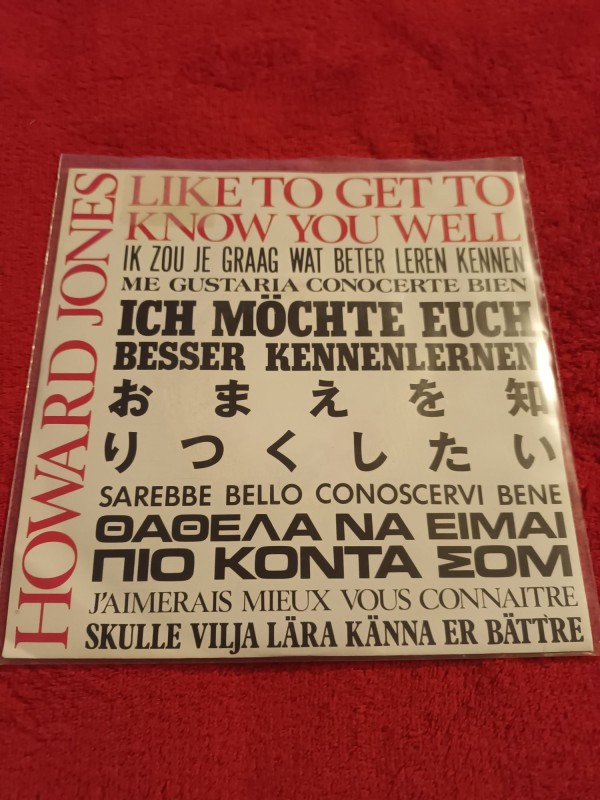 HOWARD JONES
LIKE TO GET TO
KNOW YOU WELL
IK ZOU JE GRAAG WAT BETER LEREN KENNEN
ME GUSTARIA CONOCERTE BIEN
ICH MÖCHTE EUCH
BESSER KENNENLERNEN
おまえを知
りつくしたい
SAREBBE BELLO CONOSCERVI BENE
ΘΑΘΕΛΑ ΝΑ ΕΙΜΑΙ
ΠΙΟ ΚΟΝΤΑ ΣΟΜ
J'AIMERAIS MIEUX VOUS CONNAITRE
SKULLE VILJA LÄRA KÄNNA ER BÄTTRE